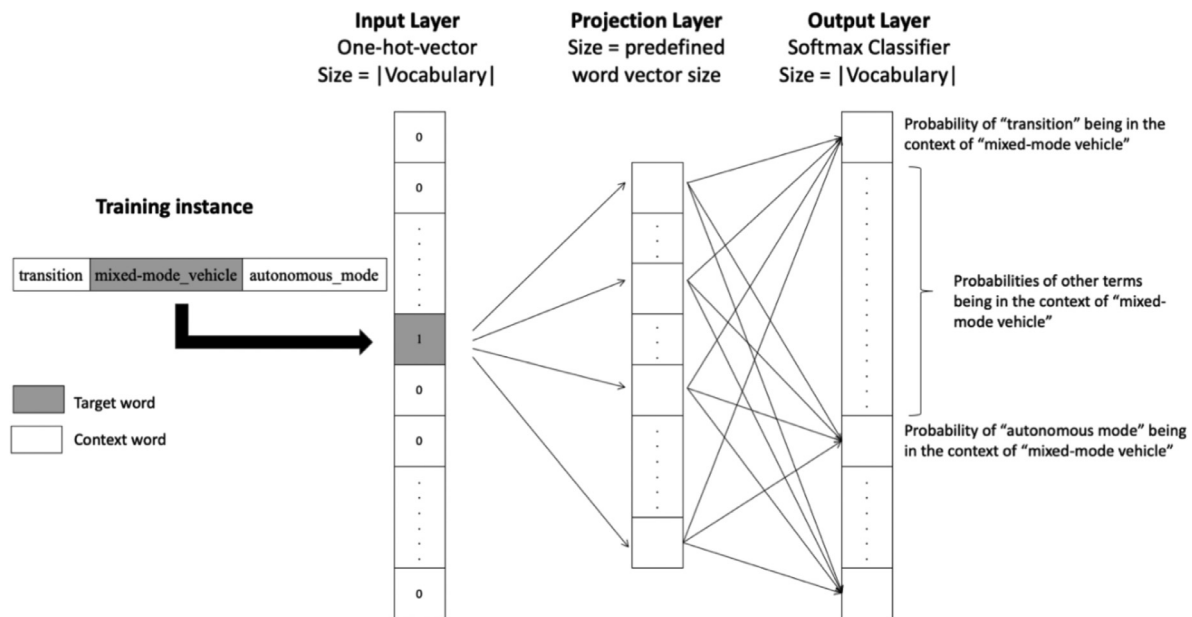 Input Layer
One-hot-vector
Size = |Vocabulary|
Projection Layer
Size = predefined
word vector size
Output Layer
Softmax Classifier
Size = |Vocabulary|
Training instance
transition mixed-mode_vehicle autonomous_mode
Target word
Context word
0
0
1
0
0
0
Probability of “transition” being in the
context of “mixed-mode vehicle”
Probabilities of other terms
being in the context of “mixed-
mode vehicle”
Probability of “autonomous mode” being
in the context of “mixed-mode vehicle”